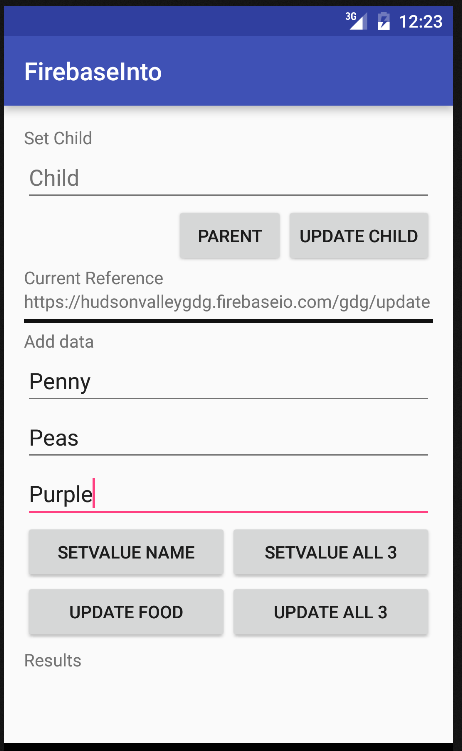 3G 12:23
FirebaseInto
Set Child
Child
PARENT UPDATE CHILD
Current Reference
https://hudsonvalleygdg.firebaseio.com/gdg/update
Add data
Penny
Peas
Purple
SETVALUE NAME SETVALUE ALL 3
UPDATE FOOD UPDATE ALL 3
Results